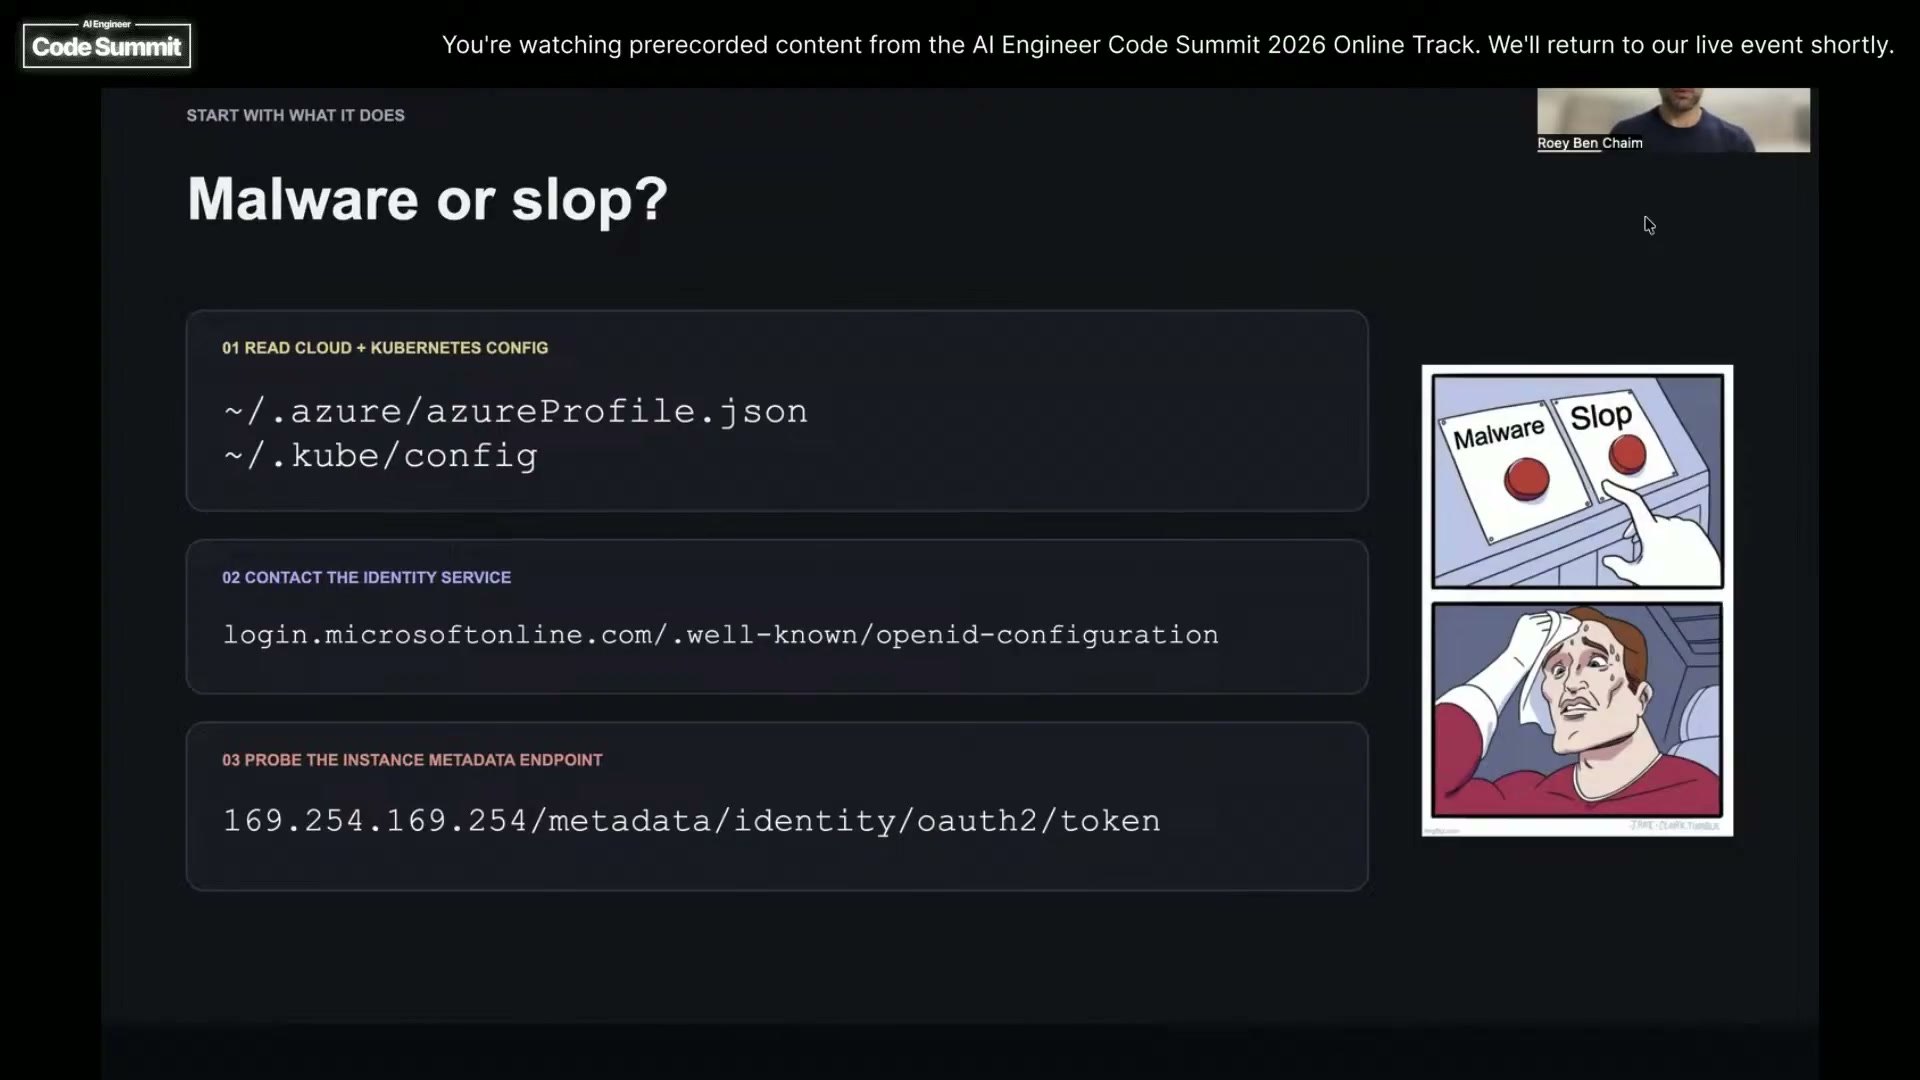 AI Engineer
Code Summit
You're watching prerecorded content from the AI Engineer Code Summit 2026 Online Track. We'll return to our live event shortly.
START WITH WHAT IT DOES
Roey Ben Chaim
Malware or slop?
01 READ CLOUD + KUBERNETES CONFIG
~/.azure/azureProfile.json
~/.kube/config
Malware
Slop
02 CONTACT THE IDENTITY SERVICE
login.microsoftonline.com/.well-known/openid-configuration
03 PROBE THE INSTANCE METADATA ENDPOINT
169.254.169.254/metadata/identity/oauth2/token